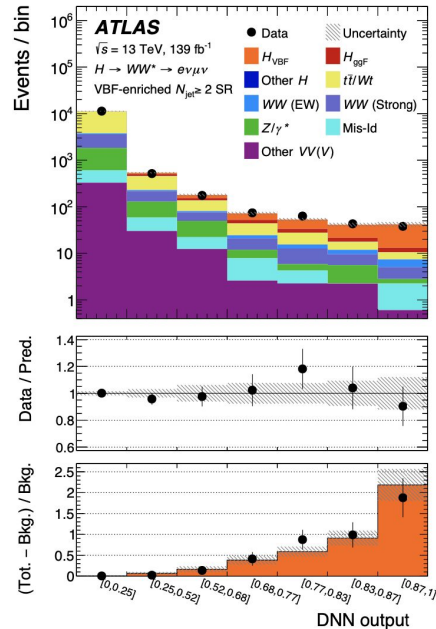 Events / bin
10⁷
10⁶
10⁵
10⁴
10³
10²
10
1
ATLAS
√s = 13 TeV, 139 fb⁻¹
H → WW* → eνμν
VBF-enriched N_jet ≥ 2 SR
Data
Uncertainty
H_VBF
H_ggF
Other H
tt̄/Wt
WW (EW)
WW (Strong)
Z/γ*
Mis-Id
Other VV(V)
Data / Pred.
1.4
1.2
1.0
0.8
0.6
(Tot. − Bkg.) / Bkg.
2.5
2
1.5
1
0.5
0
[0,0.25]
[0.25,0.52]
[0.52,0.68]
[0.68,0.77]
[0.77,0.83]
[0.83,0.87]
[0.87,1]
DNN output